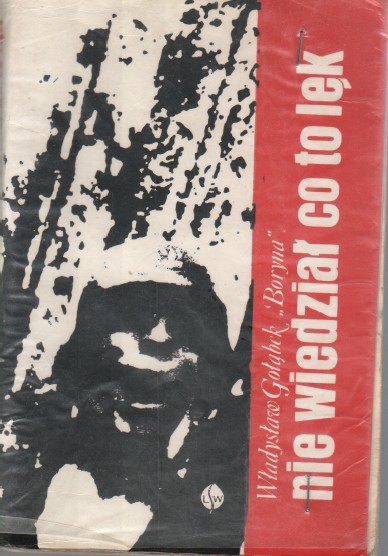 Władysław Gołąbek „Boryna"
nie wiedział co to lęk
LSW